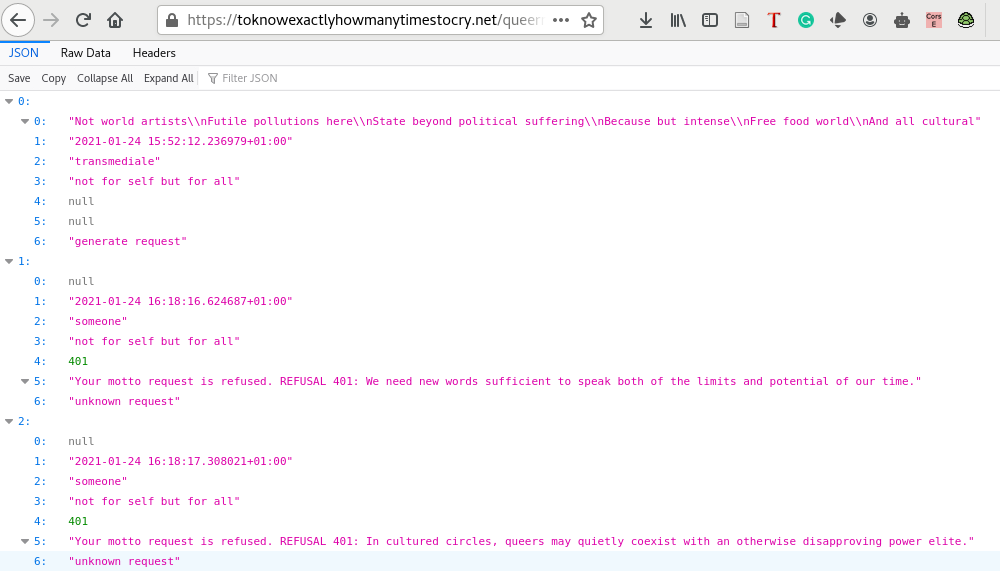 https://toknowexactlyhowmanytimestocry.net/queer
JSON Raw Data Headers
Save Copy Collapse All Expand All Filter JSON
0:
0: "Not world artists\\nFutile pollutions here\\nState beyond political suffering\\nBecause but intense\\nFree food world\\nAnd all cultural"
1: "2021-01-24 15:52:12.236979+01:00"
2: "transmediale"
3: "not for self but for all"
4: null
5: null
6: "generate request"
1:
0: null
1: "2021-01-24 16:18:16.624687+01:00"
2: "someone"
3: "not for self but for all"
4: 401
5: "Your motto request is refused. REFUSAL 401: We need new words sufficient to speak both of the limits and potential of our time."
6: "unknown request"
2:
0: null
1: "2021-01-24 16:18:17.308021+01:00"
2: "someone"
3: "not for self but for all"
4: 401
5: "Your motto request is refused. REFUSAL 401: In cultured circles, queers may quietly coexist with an otherwise disapproving power elite."
6: "unknown request"